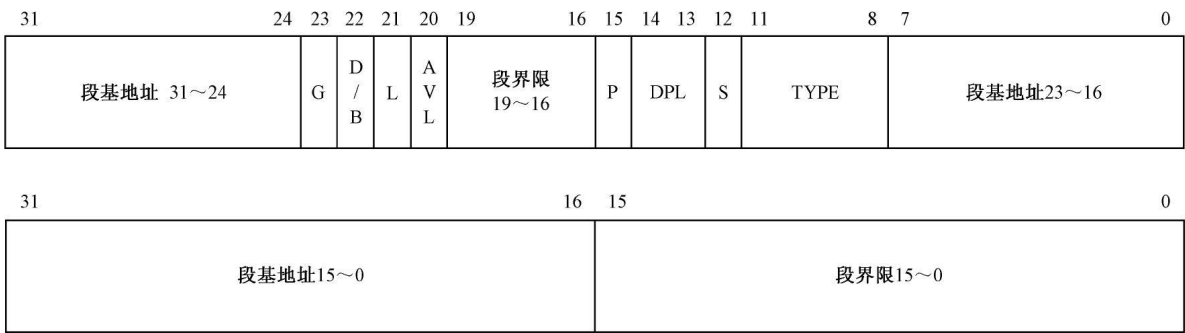 31 24 23 22 21 20 19 16 15 14 13 12 11 8 7 0
段基地址 31～24 G D/B L AVL 段界限 19～16 P DPL S TYPE 段基地址23～16
31 16 15 0
段基地址15～0 段界限15～0